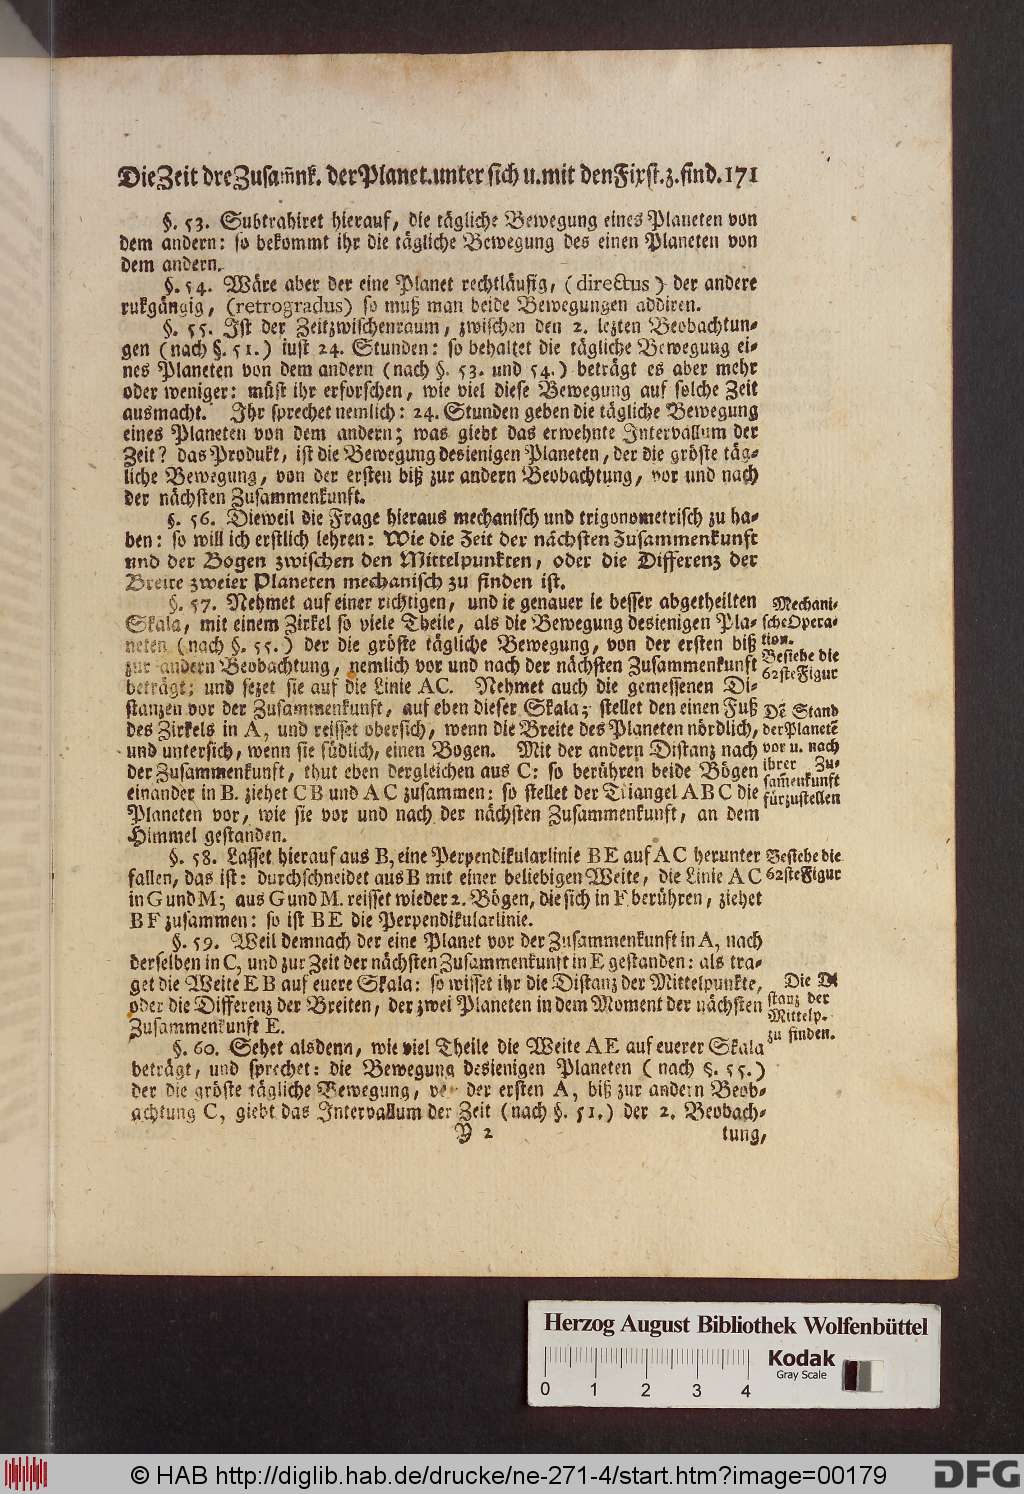 Die Zeit dre Zusam̃nk. der Planet. unter sich u. mit den Fixst. z. find. 171
§. 53. Subtrahiret hierauf, die tägliche Bewegung eines Planeten von
dem andern: so bekommt ihr die tägliche Bewegung des einen Planeten von
dem andern.
§. 54. Wäre aber der eine Planet rechtläufig, (directus) der andere
rukgängig, (retrogradus) so muß man beide Bewegungen addiren.
§. 55. Ist der Zeitzwischenraum, zwischen den 2. lezten Beobachtun-
gen (nach §. 51.) iust 24. Stunden: so behaltet die tägliche Bewegung ei-
nes Planeten von dem andern (nach §. 53. und 54.) beträgt es aber mehr
oder weniger: müst ihr erforschen, wie viel diese Bewegung auf solche Zeit
ausmacht. Ihr sprechet nemlich: 24. Stunden geben die tägliche Bewegung
eines Planeten von dem andern; was giebt das erwehnte Intervallum der
Zeit? das Produkt, ist die Bewegung desienigen Planeten, der die gröste täg-
liche Bewegung, von der ersten biß zur andern Beobachtung, vor und nach
der nächsten Zusammenkunft.
§. 56. Dieweil die Frage hieraus mechanisch und trigonometrisch zu ha-
ben: so will ich erstlich lehren: Wie die Zeit der nächsten Zusammenkunft
und der Bogen zwischen den Mittelpunkten, oder die Differenz der
Breite zweier Planeten mechanisch zu finden ist.
§. 57. Nehmet auf einer richtigen, und ie genauer ie besser abgetheilten
Skala, mit einem Zirkel so viele Theile, als die Bewegung desienigen Pla-
neten (nach §. 55.) der die gröste tägliche Bewegung, von der ersten biß
zur andern Beobachtung, nemlich vor und nach der nächsten Zusammenkunft
beträgt; und sezet sie auf die Linie AC. Nehmet auch die gemessenen Di-
stanzen vor der Zusammenkunft, auf eben dieser Skala; stellet den einen Fuß
des Zirkels in A, und reisset obersich, wenn die Breite des Planeten nördlich,
und untersich, wenn sie südlich, einen Bogen. Mit der andern Distanz nach
der Zusammenkunft, thut eben dergleichen aus C: so berühren beide Bögen
einander in B. ziehet CB und AC zusammen: so stellet der Triangel ABC die
Planeten vor, wie sie vor und nach der nächsten Zusammenkunft, an dem
Himmel gestanden.
Mechani-
sche Opera-
tion.
Besiehe die
62ste Figur
Dẽ Stand
der Planetẽ
vor u. nach
ihrer Zu-
sam̃enkunft
fürzustellen
§. 58. Lasset hierauf aus B, eine Perpendikularlinie BE auf AC herunter
fallen, das ist: durchschneidet aus B mit einer beliebigen Weite, die Linie AC
in G und M; aus G und M. reisset wieder 2. Bögen, die sich in F berühren, ziehet
BF zusammen: so ist BE die Perpendikularlinie.
Bestehe die
62ste Figur
§. 59. Weil demnach der eine Planet vor der Zusammenkunft in A, nach
derselben in C, und zur Zeit der nächsten Zusammenkunft in E gestanden: als tra-
get die Weite EB auf euere Skala: so wisset ihr die Distanz der Mittelpunkte,
oder die Differenz der Breiten, der zwei Planeten in dem Moment der nächsten
Zusammenkunft E.
Die Di
stanz der
Mittelp.
zu finden.
§. 60. Sehet alsdenn, wie viel Theile die Weite AE auf euerer Skala
beträgt, und sprechet: die Bewegung desienigen Planeten (nach §. 55.)
der die gröste tägliche Bewegung, von der ersten A, biß zur andern Beob-
achtung C, giebt das Intervallum der Zeit (nach §. 51.) der 2. Beobach-
Y 2 tung,
Herzog August Bibliothek Wolfenbüttel
0 1 2 3 4
Kodak
Gray Scale
© HAB http://diglib.hab.de/drucke/ne-271-4/start.htm?image=00179
DFG